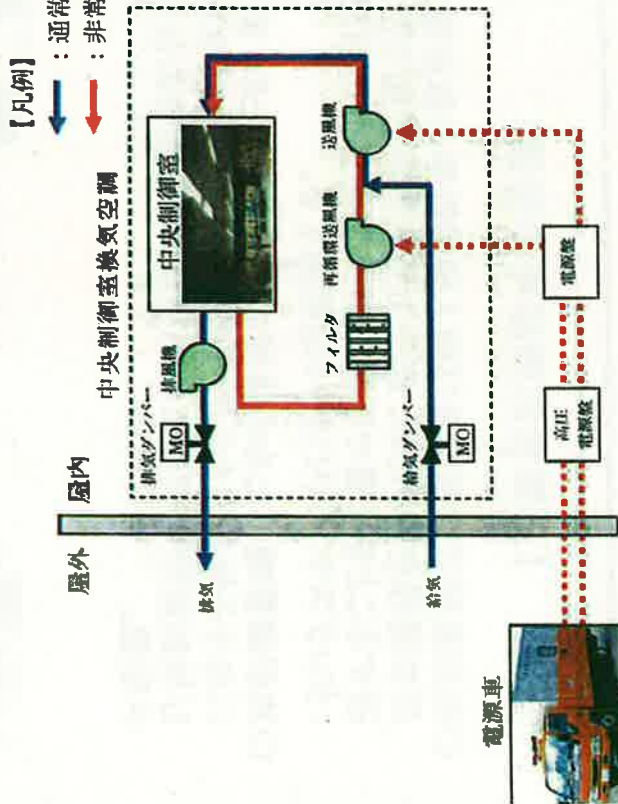 【凡例】
：通常
：非常
中央制御室換気空調
屋外
屋内
中央制御室
排風機
排気ダンパー
MO
排気
送風機
再循環送風機
フィルタ
給気ダンパー
MO
給気
電源盤
高圧
電源盤
電源車